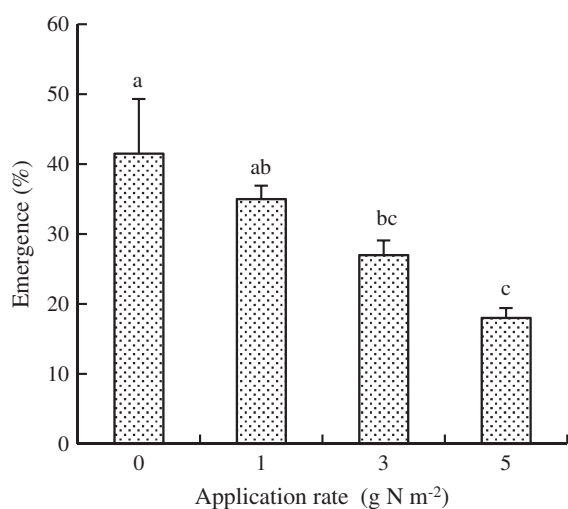 60
50
40
30
20
10
0
Emergence (%)
a
ab
bc
c
0 1 3 5
Application rate (g N m⁻²)